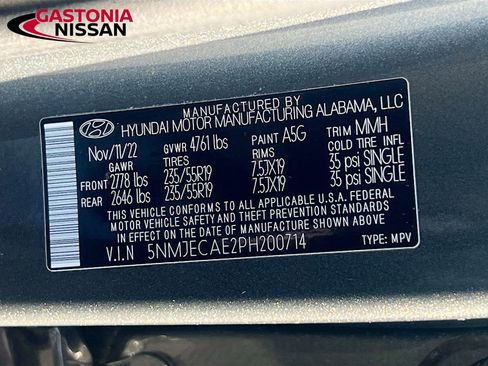 GASTONIA
NISSAN
MANUFACTURED BY
HYUNDAI MOTOR MANUFACTURING ALABAMA, LLC
Nov/11/22 GVWR 4761 lbs PAINT A5G TRIM MMH
TIRES RIMS COLD TIRE INFL
FRONT 2778 lbs 235/55R19 7.5JX19 35 psi SINGLE
REAR 2646 lbs 235/55R19 7.5JX19 35 psi SINGLE
THIS VEHICLE CONFORMS TO ALL APPLICABLE U.S.A. FEDERAL
MOTOR VEHICLE SAFETY AND THEFT PREVENTION STANDARDS
IN EFFECT ON THE DATE OF MANUFACTURE SHOWN ABOVE
V.I.N 5NMJECAE2PH200714 TYPE: MPV